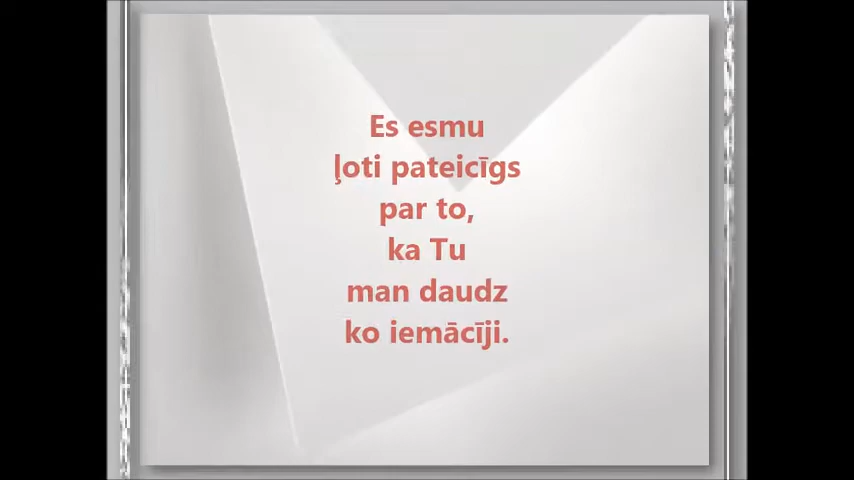 Es esmu
ļoti pateicīgs
par to,
ka Tu
man daudz
ko iemācīji.